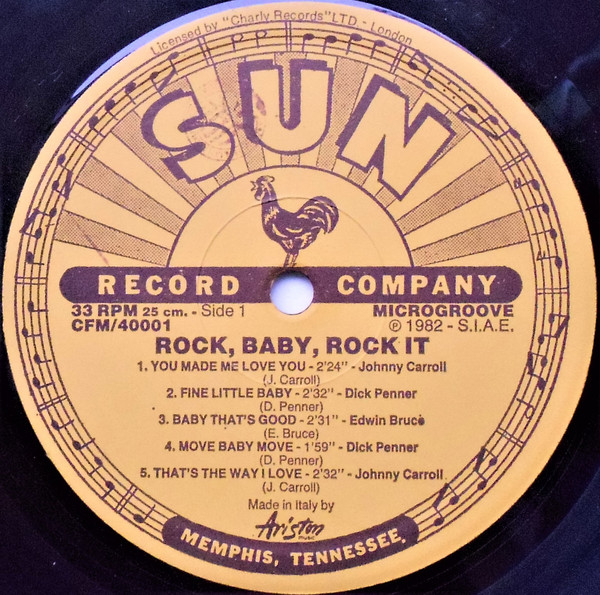 Licensed by "Charly Records" LTD. - London
SUN
RECORD COMPANY
33 RPM 25 cm. - Side 1 MICROGROOVE
CFM/40001 ℗ 1982 - S.I.A.E.
ROCK, BABY, ROCK IT
1. YOU MADE ME LOVE YOU - 2'24" - Johnny Carroll
(J. Carroll)
2. FINE LITTLE BABY - 2'32" - Dick Penner
(D. Penner)
3. BABY THAT'S GOOD - 2'31" - Edwin Bruce
(E. Bruce)
4. MOVE BABY MOVE - 1'59" - Dick Penner
(D. Penner)
5. THAT'S THE WAY I LOVE - 2'32" - Johnny Carroll
(J. Carroll)
Made in Italy by
Ariston
MEMPHIS, TENNESSEE